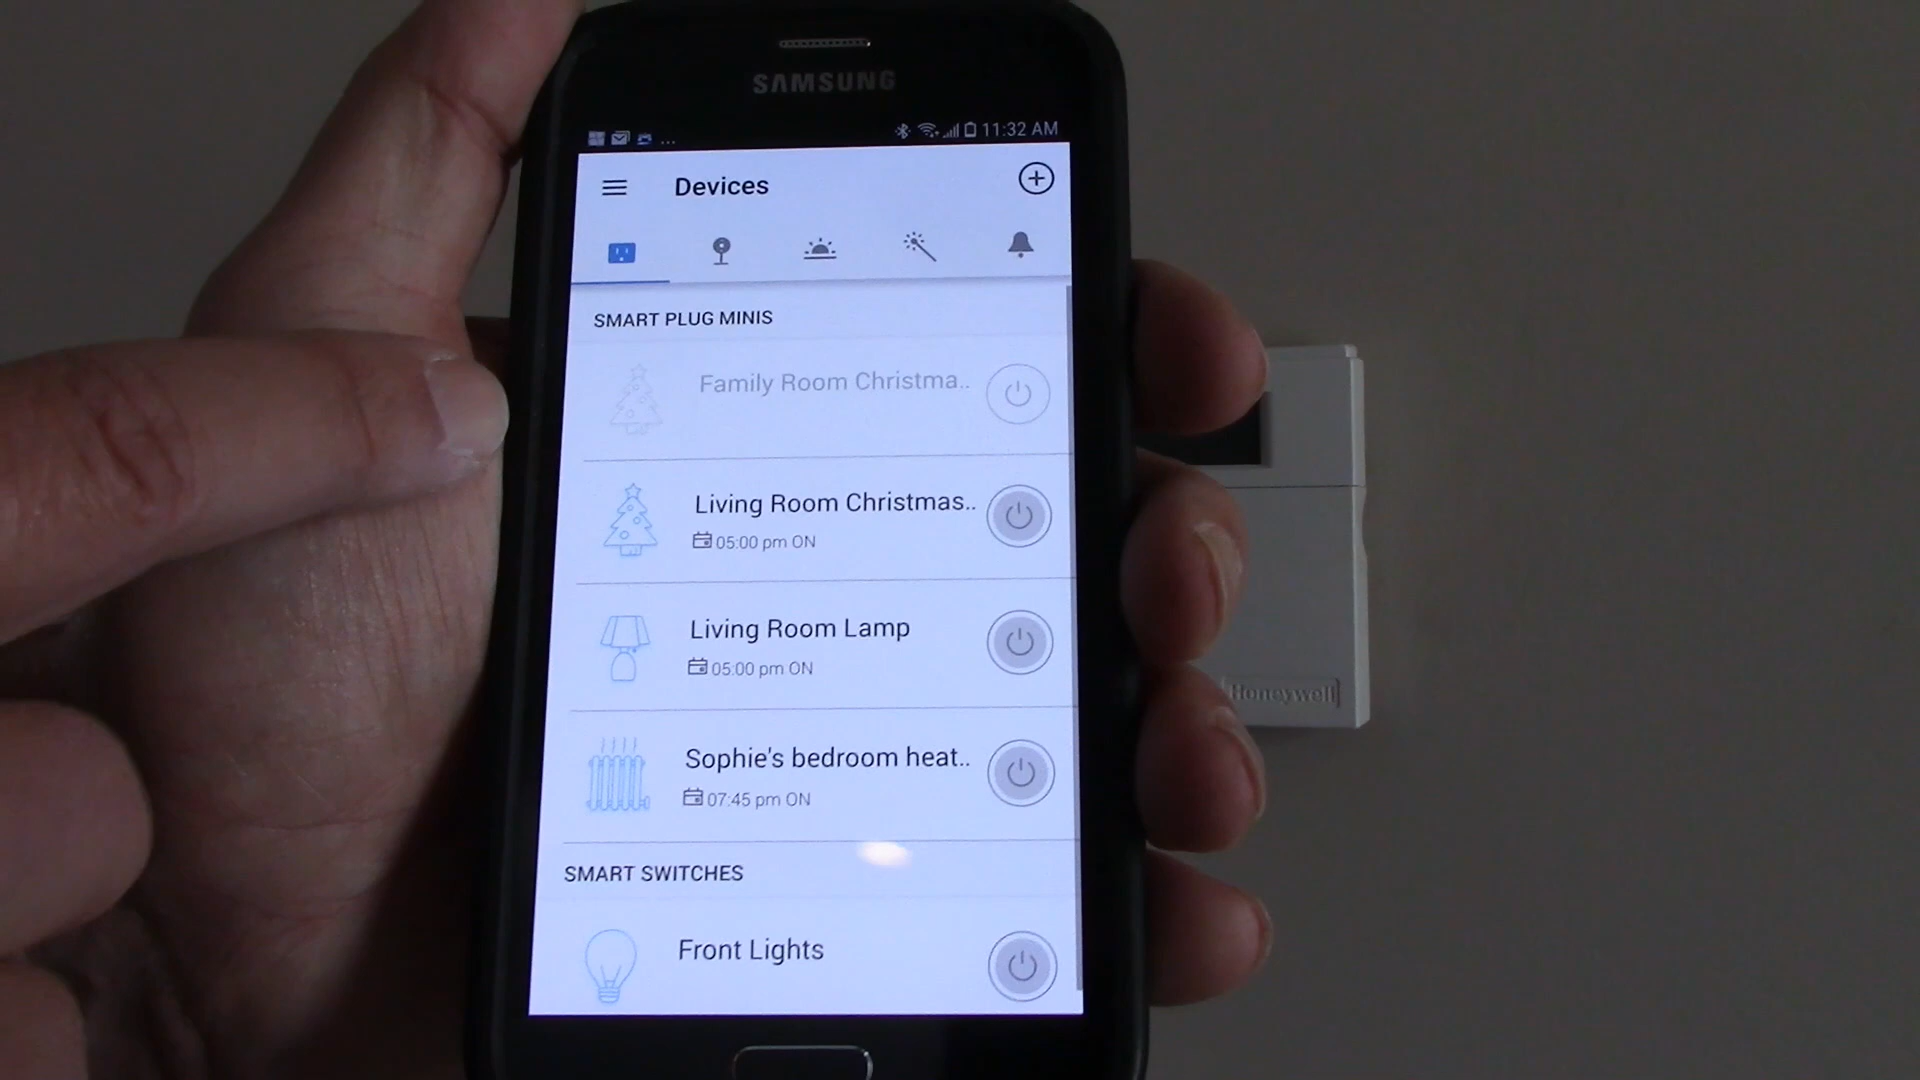 SAMSUNG
11:32 AM
Devices
SMART PLUG MINIS
Family Room Christma..
Living Room Christmas..
05:00 pm ON
Living Room Lamp
05:00 pm ON
Sophie's bedroom heat..
07:45 pm ON
SMART SWITCHES
Front Lights
Honeywell